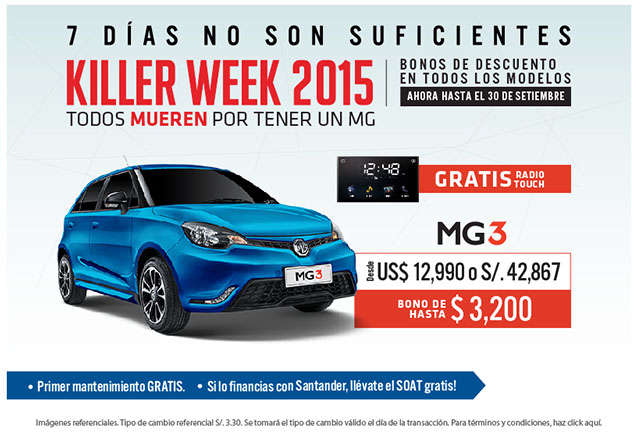 7 DÍAS NO SON SUFICIENTES
KILLER WEEK 2015
TODOS MUEREN POR TENER UN MG
BONOS DE DESCUENTO
EN TODOS LOS MODELOS
AHORA HASTA EL 30 DE SETIEMBRE
12:48
GRATIS RADIO TOUCH
MG3
Desde US$ 12,990 o S/. 42,867
BONO DE HASTA $ 3,200
MG
MG3
• Primer mantenimiento GRATIS. • Si lo financias con Santander, llévate el SOAT gratis!
Imágenes referenciales. Tipo de cambio referencial S/. 3.30. Se tomará el tipo de cambio válido el día de la transacción. Para términos y condiciones, haz click aquí.